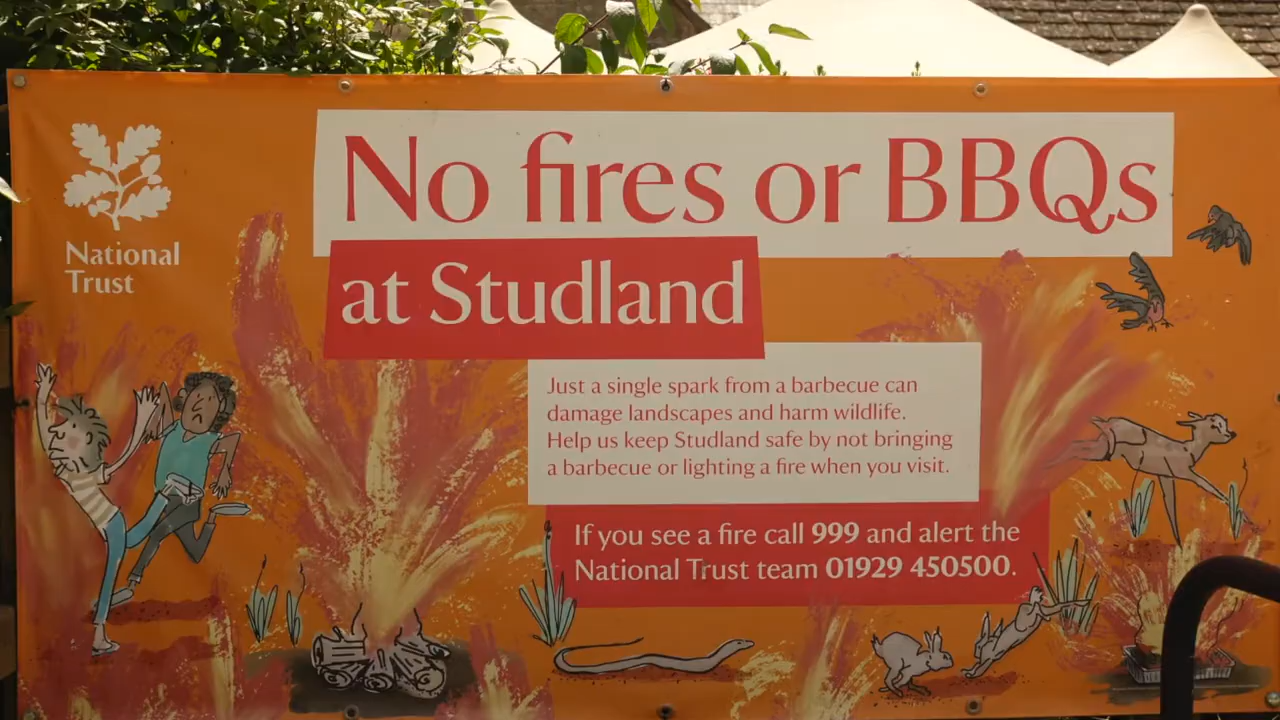 National
Trust
No fires or BBQs
at Studland
Just a single spark from a barbecue can
damage landscapes and harm wildlife.
Help us keep Studland safe by not bringing
a barbecue or lighting a fire when you visit.
If you see a fire call 999 and alert the
National Trust team 01929 450500.